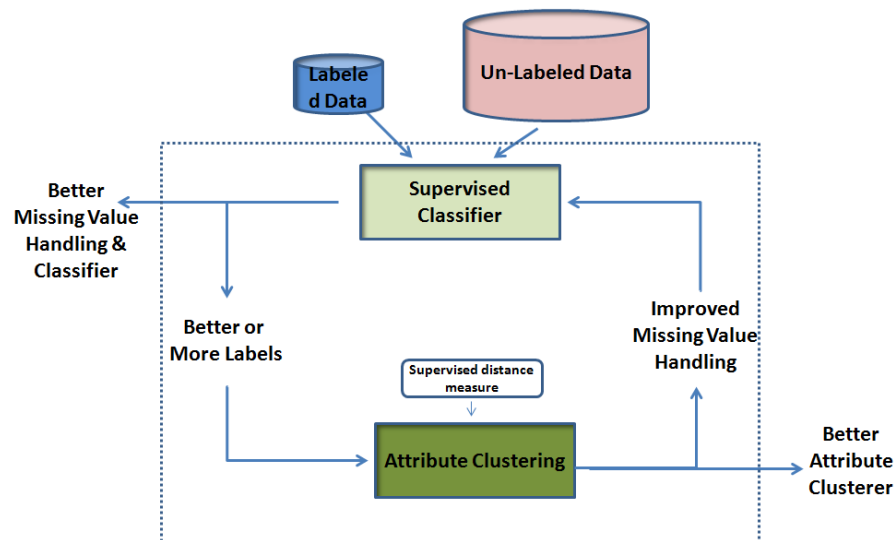 Labele
d Data
Un-Labeled Data
Supervised
Classifier
Better
Missing Value
Handling &
Classifier
Better or
More Labels
Improved
Missing Value
Handling
Supervised distance
measure
Attribute Clustering
Better
Attribute
Clusterer